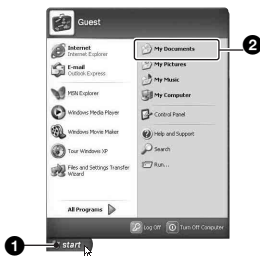 Guest
Internet
Internet Explorer
E-mail
Outlook Express
MSN Explorer
Windows Media Player
Windows Movie Maker
Tour Windows XP
Files and Settings Transfer
Wizard
All Programs
My Documents
My Pictures
My Music
My Computer
Control Panel
Help and Support
Search
Run...
Log Off
Turn Off Computer
start
1
2